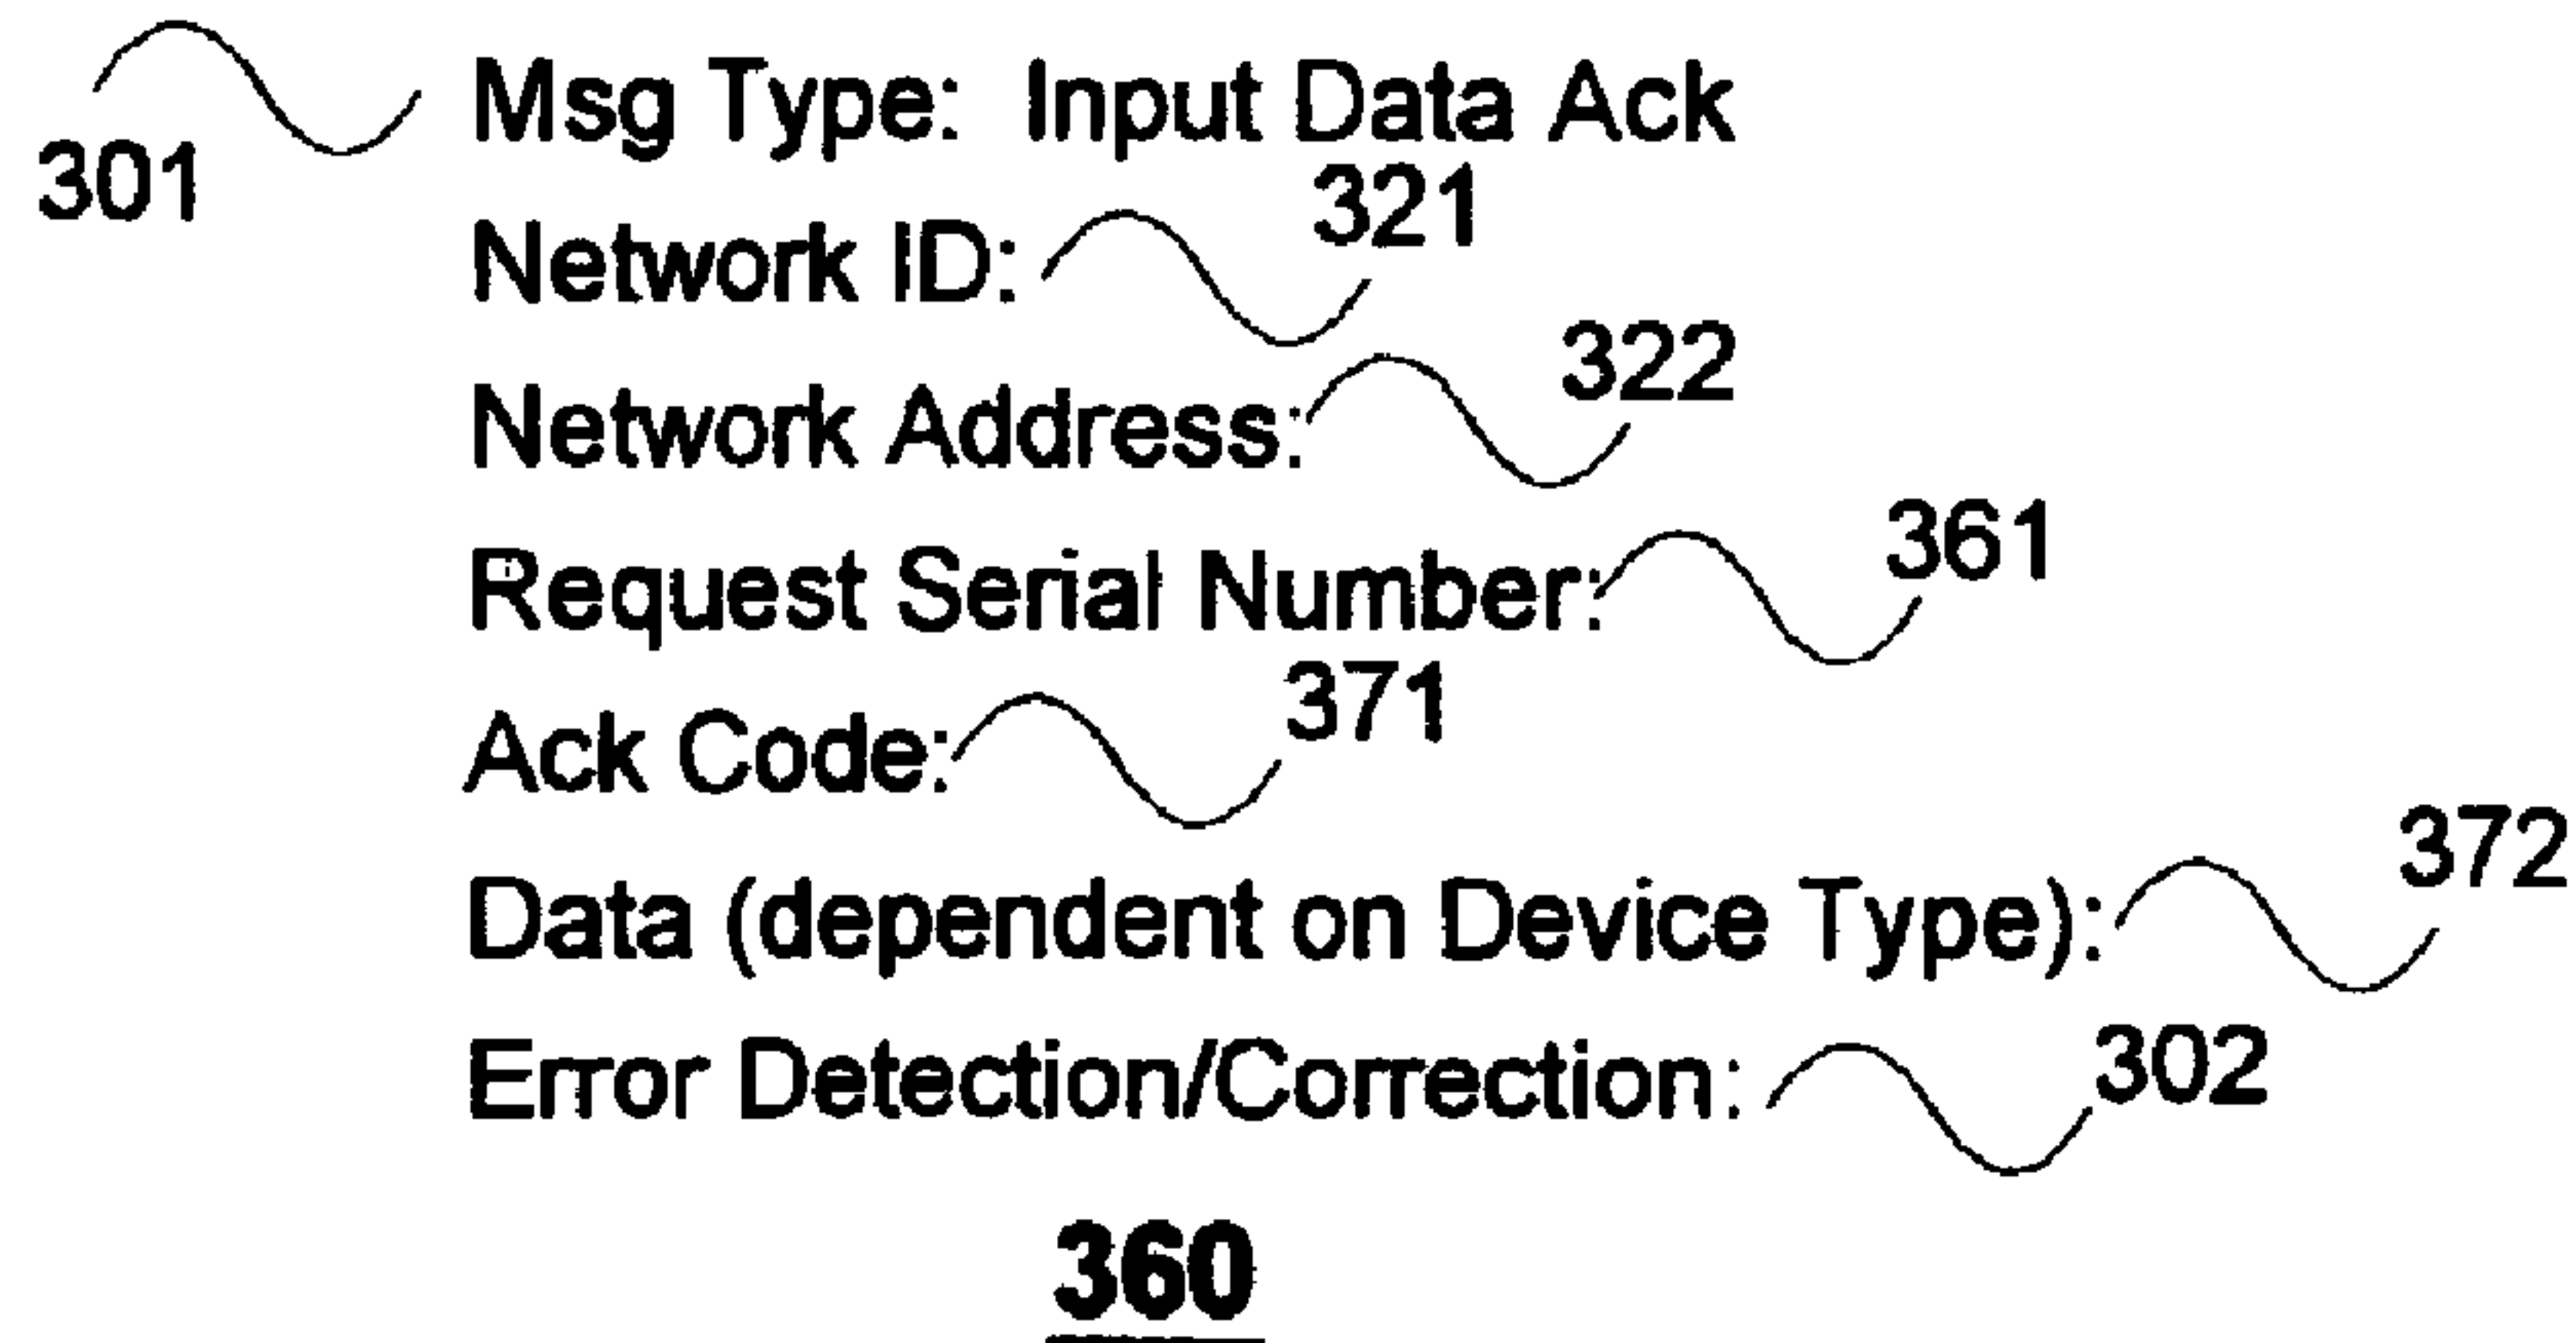 301 Msg Type: Input Data Ack
Network ID: 321
Network Address: 322
Request Serial Number: 361
Ack Code: 371
Data (dependent on Device Type): 372
Error Detection/Correction: 302
360